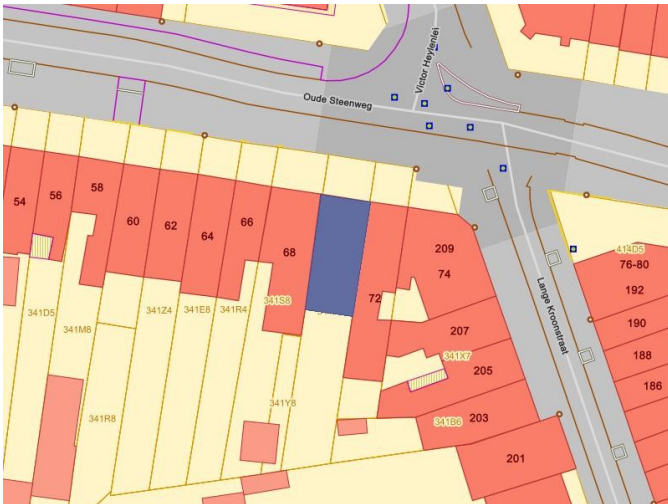 Victor Heylenlei
Oude Steenweg
54
56
58
60
62
64
66
68
72
209
74
414D5
76-80
192
190
188
186
Lange Kroonstraat
207
341X7
205
341B6
203
201
341D5
341M8
341Z4
341E8
341R4
341S8
341R8
341Y8